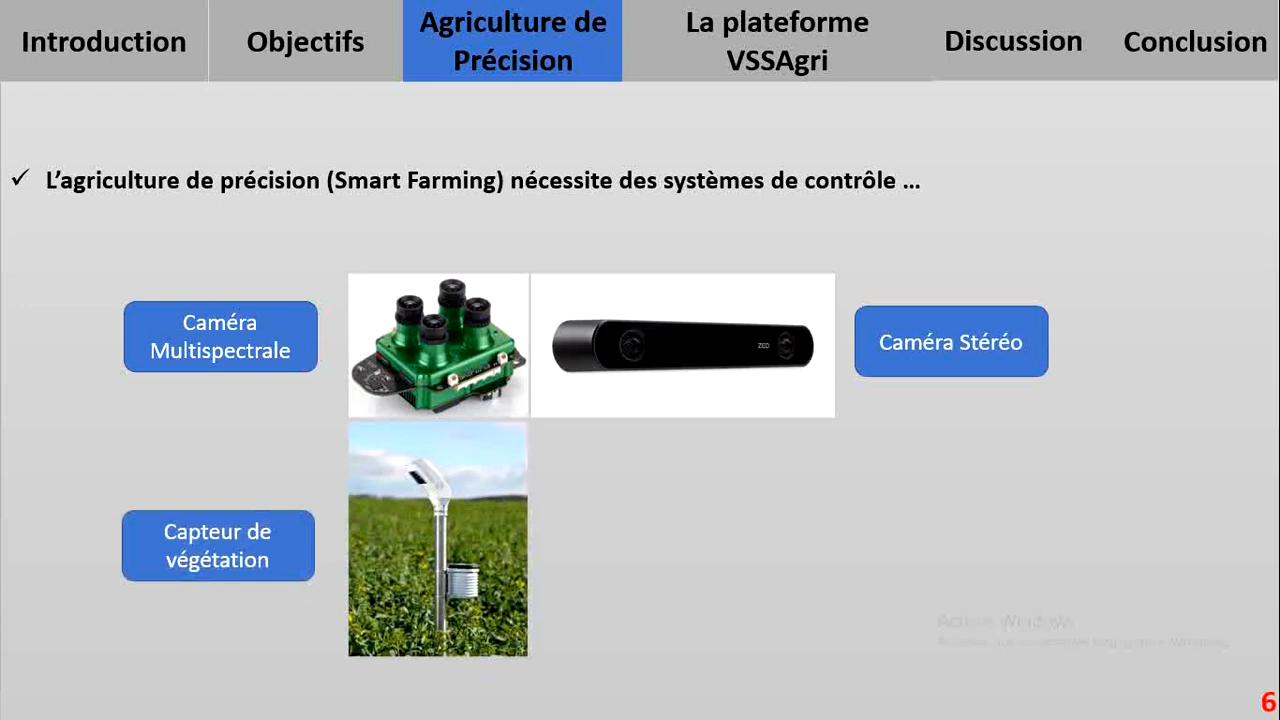 Introduction
Objectifs
Agriculture de
Précision
La plateforme
VSSAgri
Discussion
Conclusion
✓ L’agriculture de précision (Smart Farming) nécessite des systèmes de contrôle ...
Caméra
Multispectrale
ZED
Caméra Stéréo
Capteur de
végétation
6